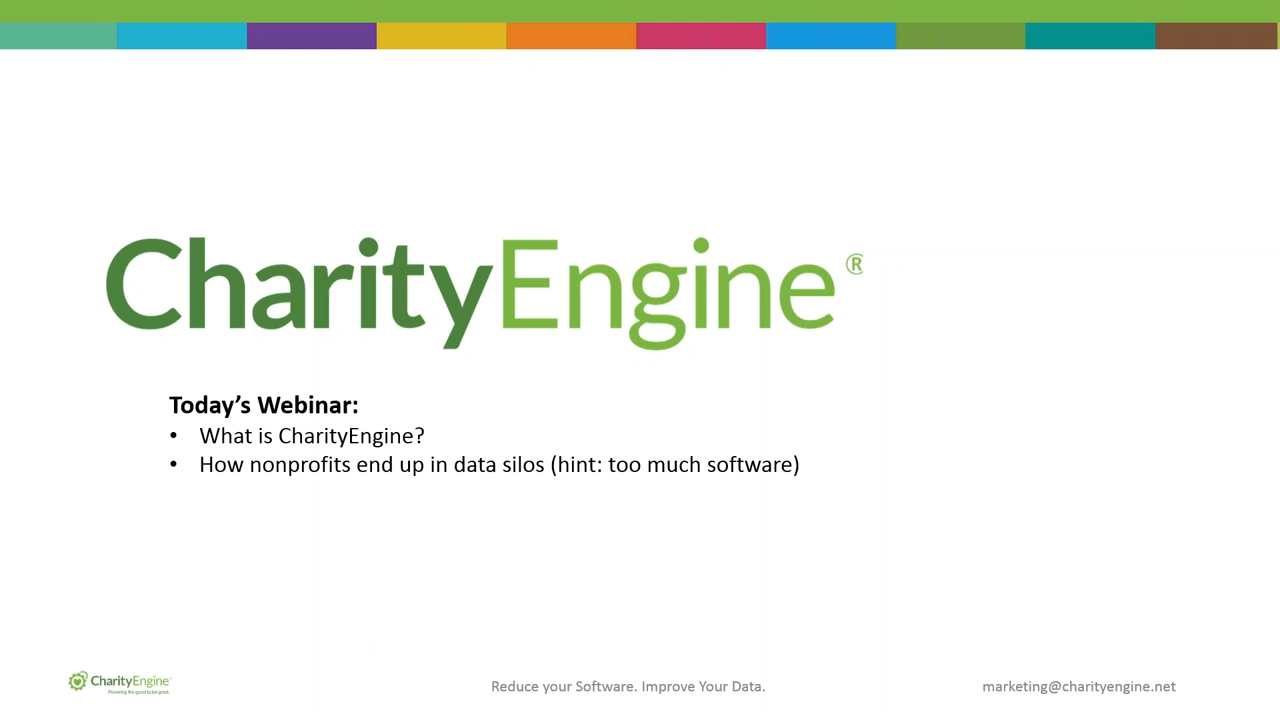 CharityEngine®
Today's Webinar:
• What is CharityEngine?
• How nonprofits end up in data silos (hint: too much software)
CharityEngine
Powering the good to be great.
Reduce your Software. Improve Your Data.
marketing@charityengine.net